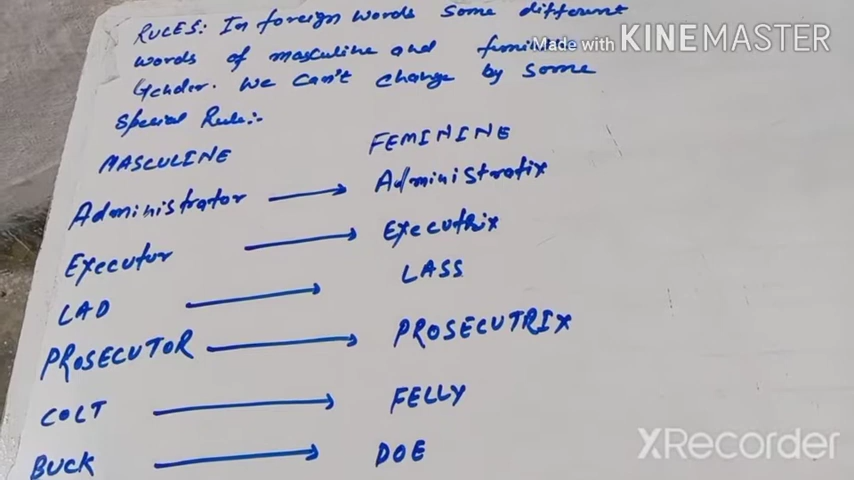 RULES: In foreign words some different
words of masculine and
Made with KINEMASTER
Gender. We can't change by some
special Rule:-
MASCULINE FEMININE
Administrator → Administratix
Executor → Executrix
LAD → LASS
PROSECUTOR → PROSECUTRIX
COLT → FELLY
BUCK → DOE
XRecorder